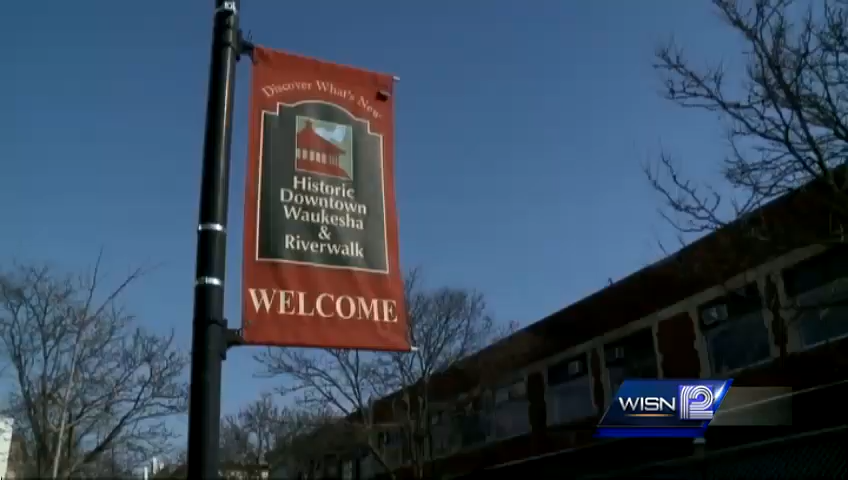 Discover What's New
Historic
Downtown
Waukesha
&
Riverwalk
WELCOME
WISN 12